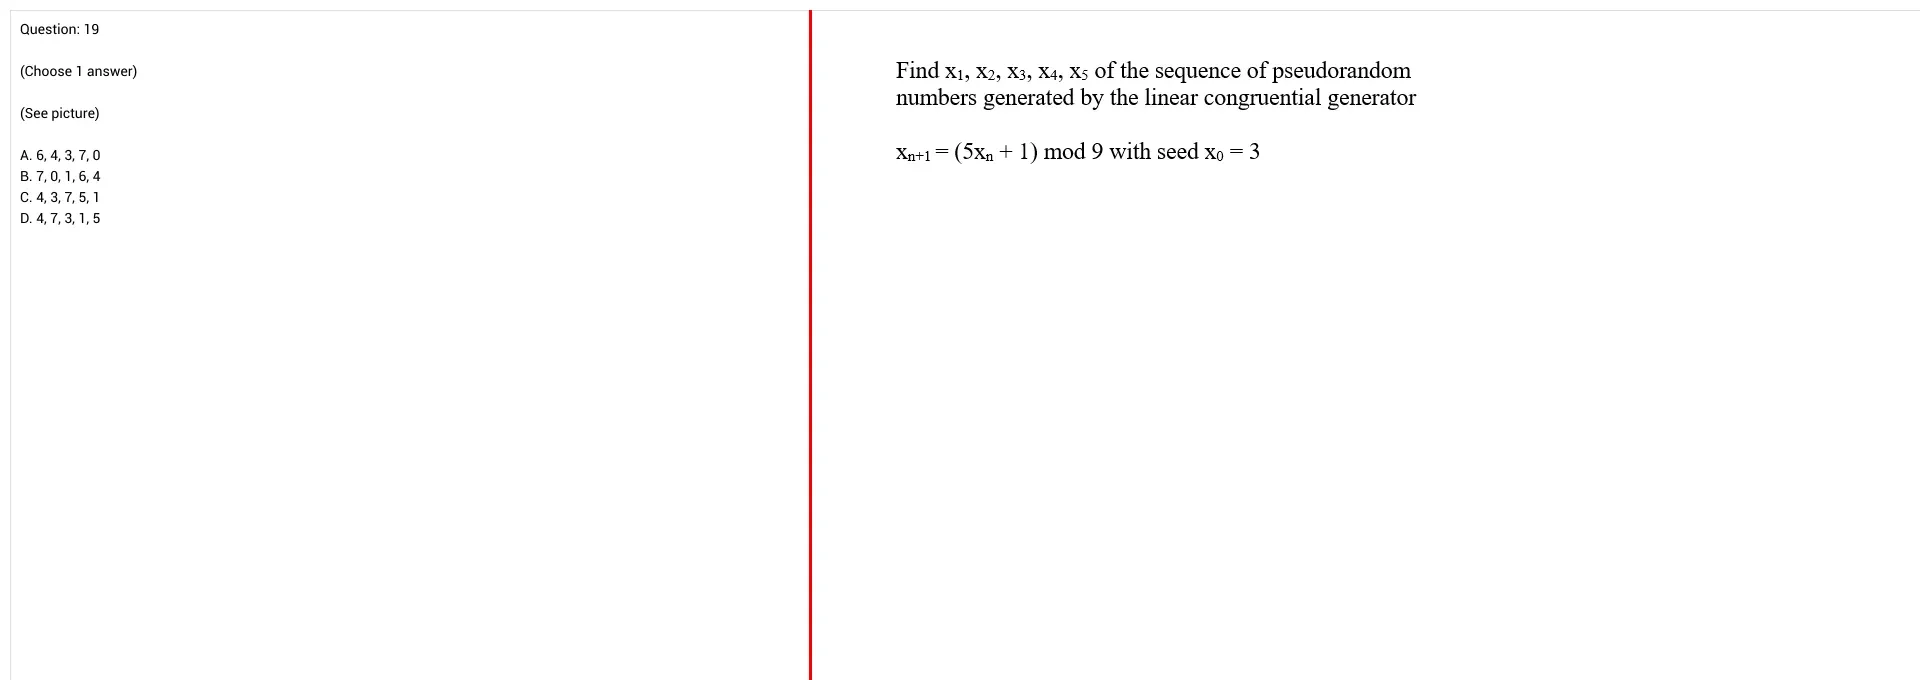 Question: 19
(Choose 1 answer)
(See picture)
A. 6, 4, 3, 7, 0
B. 7, 0, 1, 6, 4
C. 4, 3, 7, 5, 1
D. 4, 7, 3, 1, 5
Find x₁, x₂, x₃, x₄, x₅ of the sequence of pseudorandom
numbers generated by the linear congruential generator
xₙ₊₁ = (5xₙ + 1) mod 9 with seed x₀ = 3